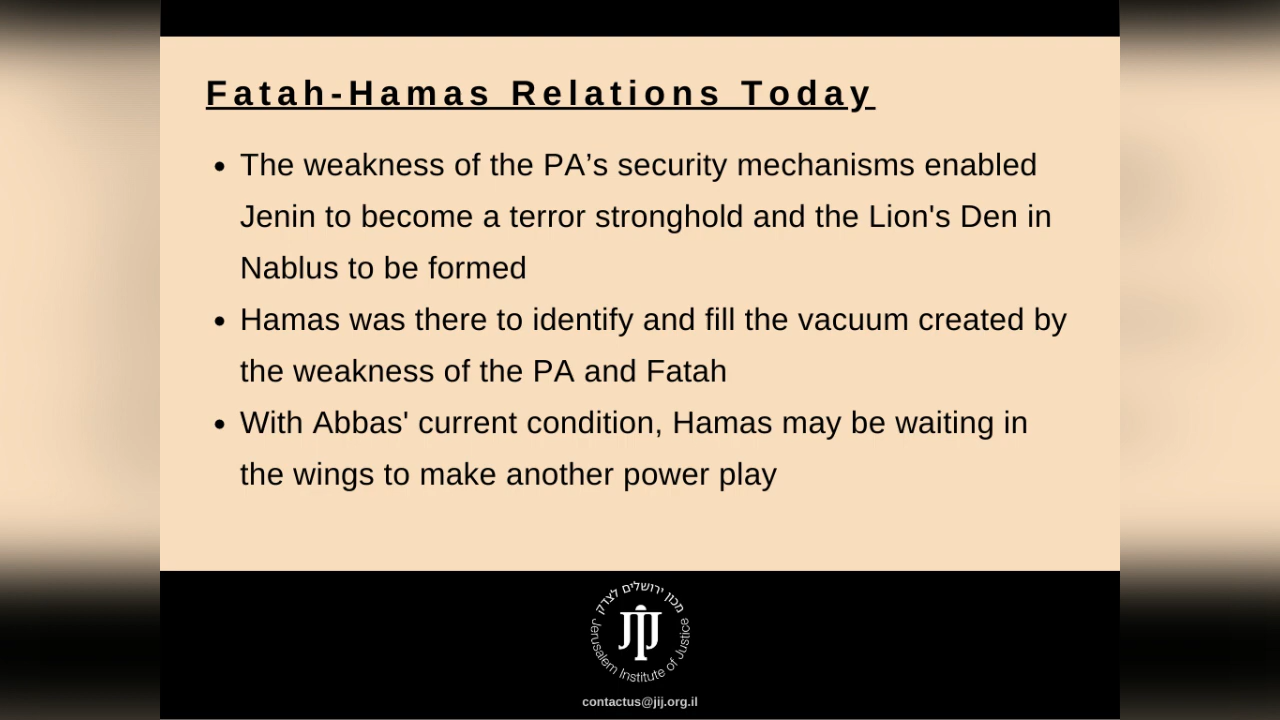 Fatah-Hamas Relations Today
• The weakness of the PA’s security mechanisms enabled
Jenin to become a terror stronghold and the Lion's Den in
Nablus to be formed
• Hamas was there to identify and fill the vacuum created by
the weakness of the PA and Fatah
• With Abbas' current condition, Hamas may be waiting in
the wings to make another power play
מכון ירושלים לצדק
JIJ
Jerusalem Institute of Justice
contactus@jij.org.il